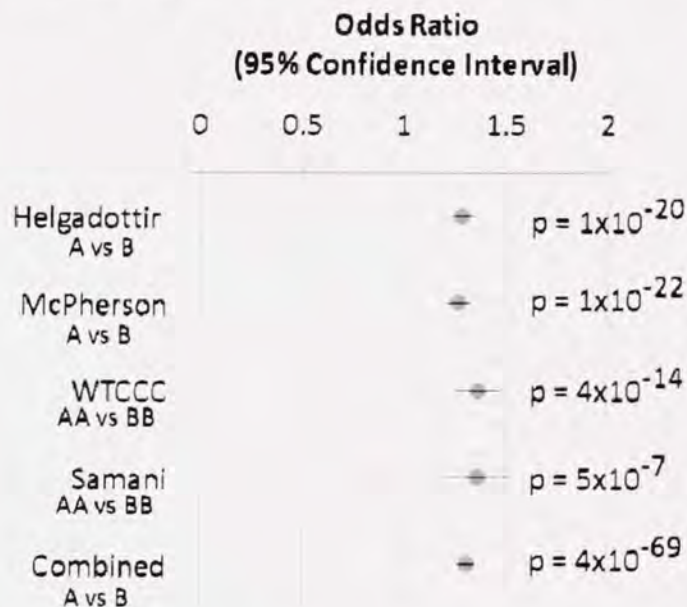 Odds Ratio
(95% Confidence Interval)
0 0.5 1 1.5 2
Helgadottir
A vs B
p = 1x10⁻²⁰
McPherson
A vs B
p = 1x10⁻²²
WTCCC
AA vs BB
p = 4x10⁻¹⁴
Samani
AA vs BB
p = 5x10⁻⁷
Combined
A vs B
p = 4x10⁻⁶⁹